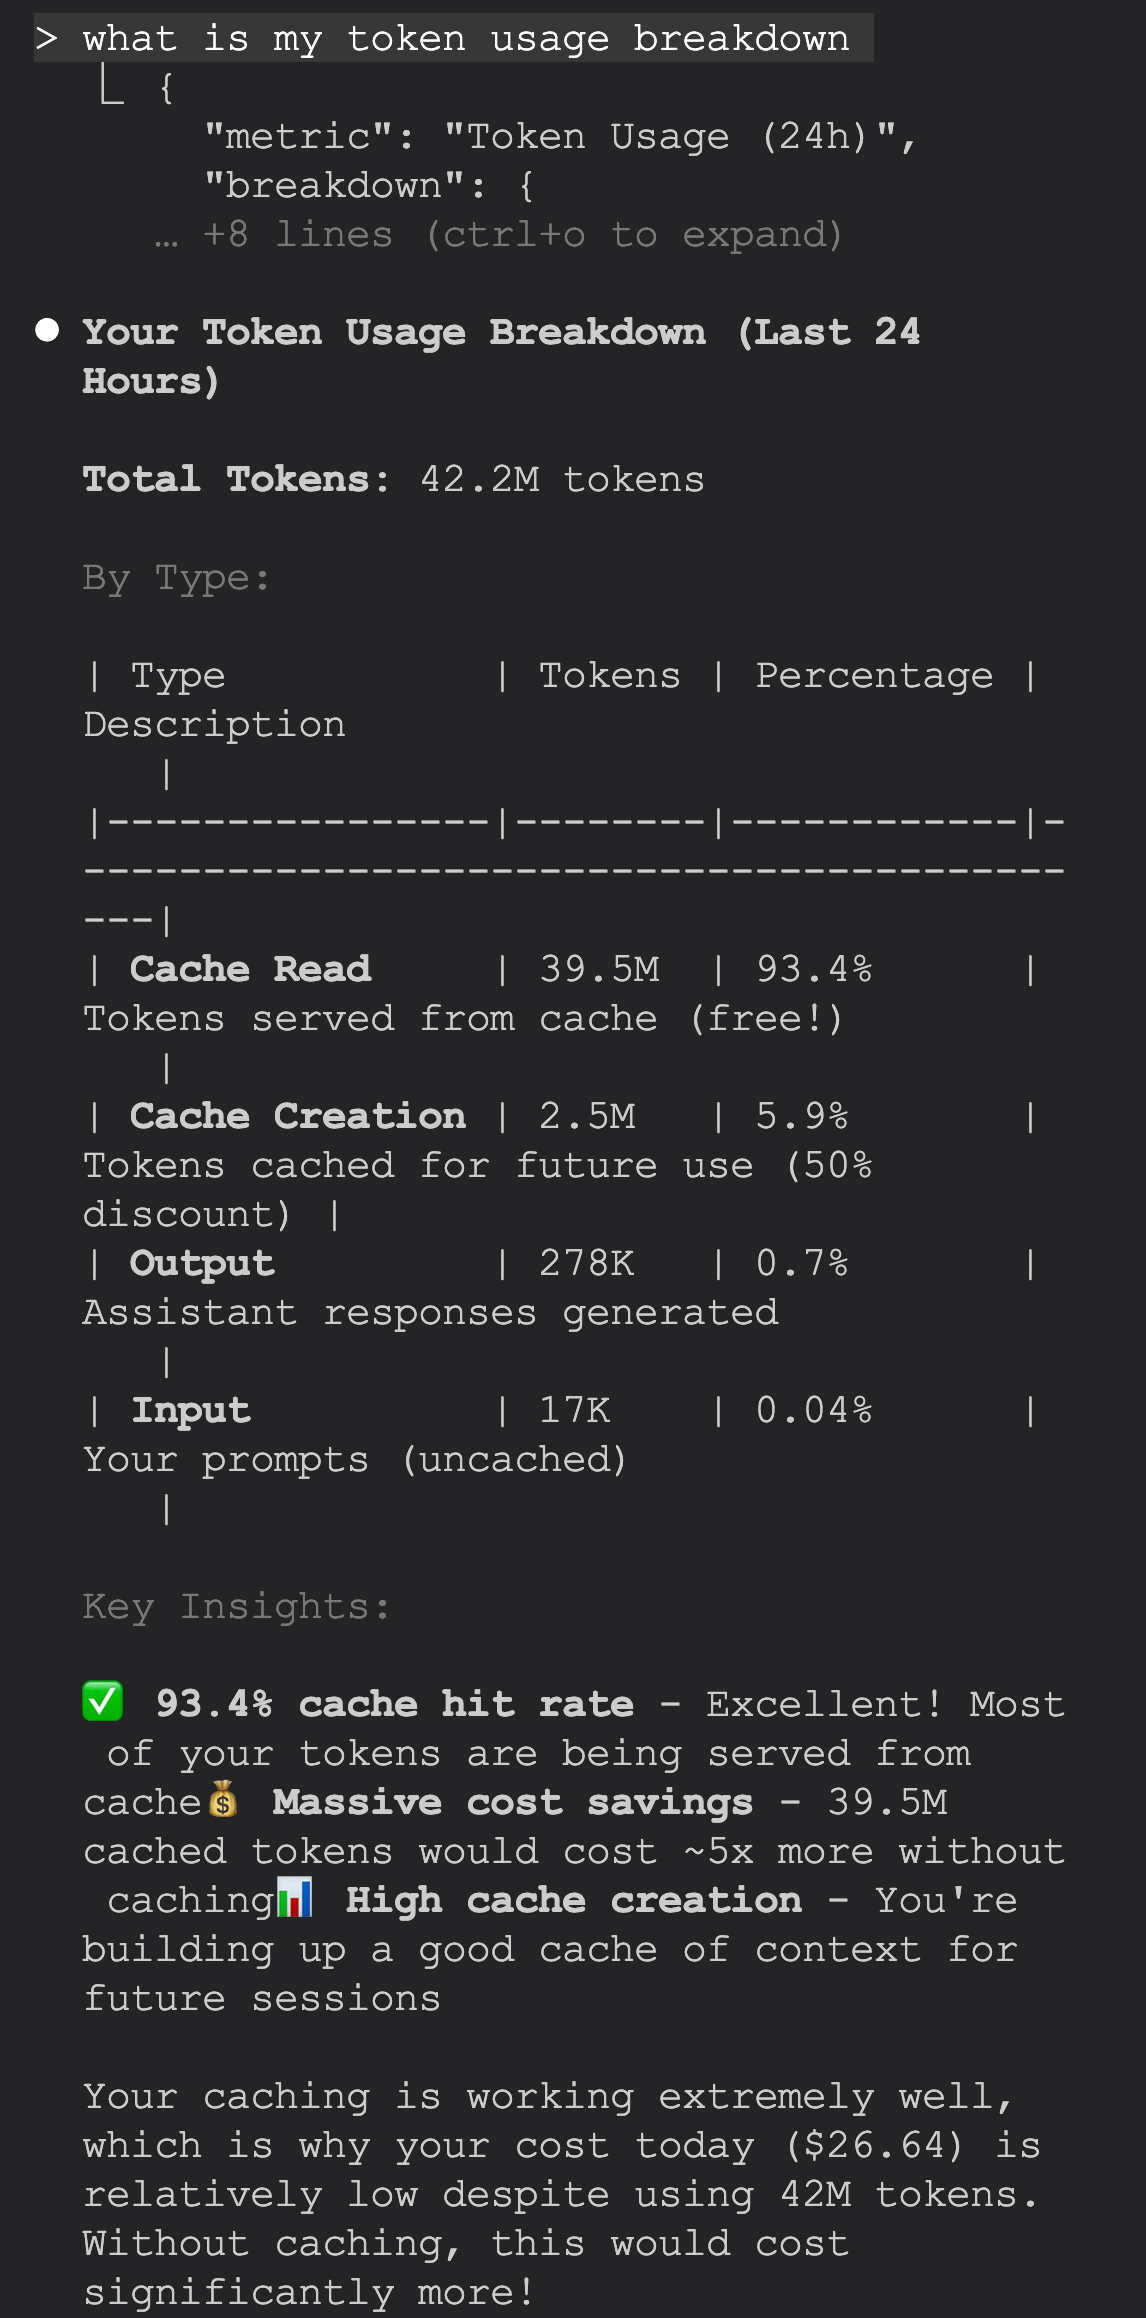 > what is my token usage breakdown
⎿ {
"metric": "Token Usage (24h)",
"breakdown": {
… +8 lines (ctrl+o to expand)
● Your Token Usage Breakdown (Last 24
Hours)
Total Tokens: 42.2M tokens
By Type:
| Type | Tokens | Percentage |
Description
|
|----------------|--------|------------|-
-----------------------------------------
---|
| Cache Read | 39.5M | 93.4% |
Tokens served from cache (free!)
|
| Cache Creation | 2.5M | 5.9% |
Tokens cached for future use (50%
discount) |
| Output | 278K | 0.7% |
Assistant responses generated
|
| Input | 17K | 0.04% |
Your prompts (uncached)
|
Key Insights:
✅ 93.4% cache hit rate - Excellent! Most
of your tokens are being served from
cache💰 Massive cost savings - 39.5M
cached tokens would cost ~5x more without
caching📊 High cache creation - You're
building up a good cache of context for
future sessions
Your caching is working extremely well,
which is why your cost today ($26.64) is
relatively low despite using 42M tokens.
Without caching, this would cost
significantly more!